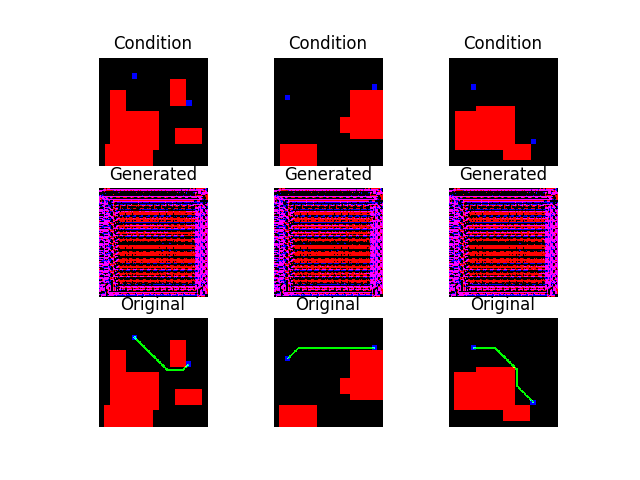 Condition Condition Condition
Generated Generated Generated
Original Original Original